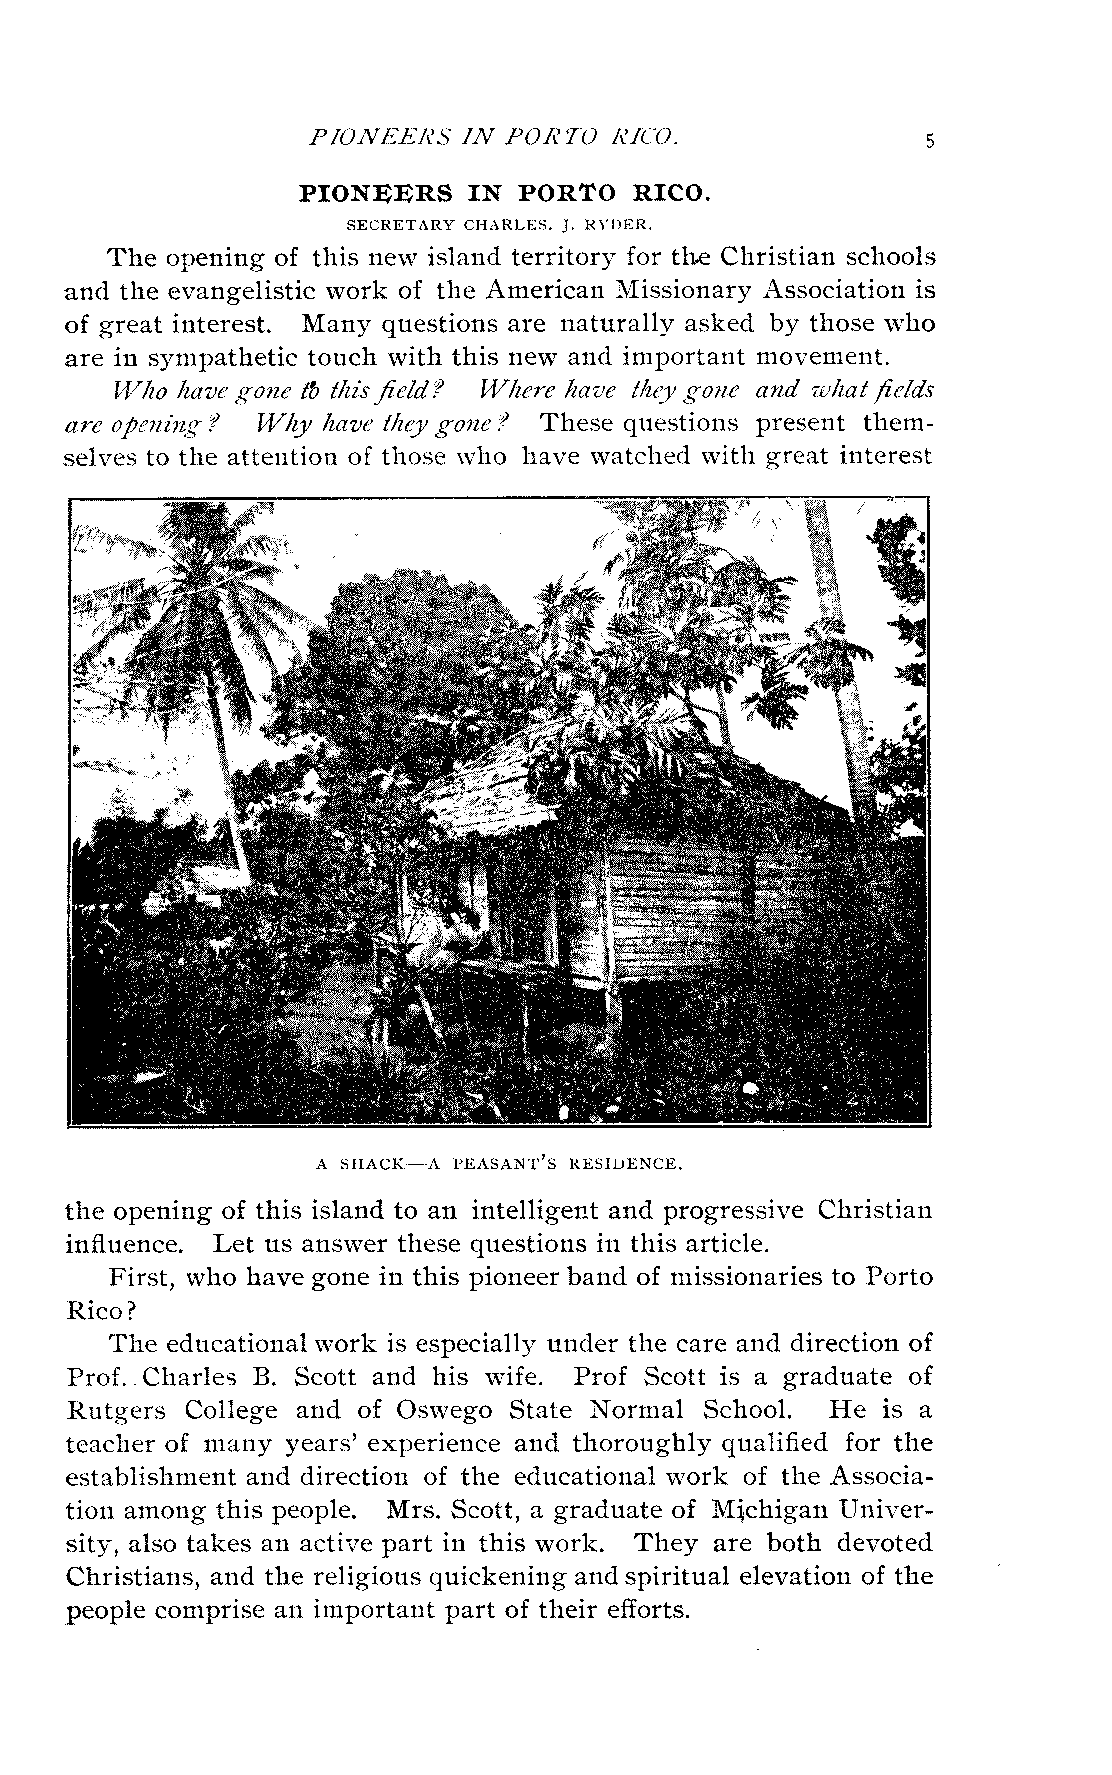 PIONEERS IN PORTO RICO. 5
PIONEERS IN PORTO RICO.
SECRETARY CHARLES. J. RYDER.
The opening of this new island territory for the Christian schools
and the evangelistic work of the American Missionary Association is
of great interest. Many questions are naturally asked by those who
are in sympathetic touch with this new and important movement.
Who have gone to this field? Where have they gone and what fields
are opening? Why have they gone? These questions present them-
selves to the attention of those who have watched with great interest
A SHACK—A PEASANT'S RESIDENCE.
the opening of this island to an intelligent and progressive Christian
influence. Let us answer these questions in this article.
First, who have gone in this pioneer band of missionaries to Porto
Rico?
The educational work is especially under the care and direction of
Prof. Charles B. Scott and his wife. Prof Scott is a graduate of
Rutgers College and of Oswego State Normal School. He is a
teacher of many years' experience and thoroughly qualified for the
establishment and direction of the educational work of the Associa-
tion among this people. Mrs. Scott, a graduate of Michigan Univer-
sity, also takes an active part in this work. They are both devoted
Christians, and the religious quickening and spiritual elevation of the
people comprise an important part of their efforts.